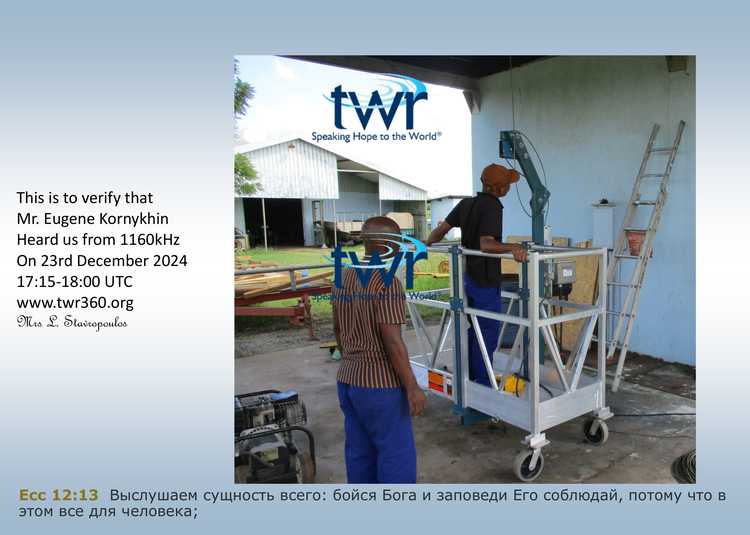 twr
Speaking Hope to the World®
This is to verify that
Mr. Eugene Kornykhin
Heard us from 1160kHz
On 23rd December 2024
17:15-18:00 UTC
www.twr360.org
Mrs L. Stavropoulos
twr
Speaking Hope to the World®
Ecc 12:13 Выслушаем сущность всего: бойся Бога и заповеди Его соблюдай, потому что в
этом все для человека;